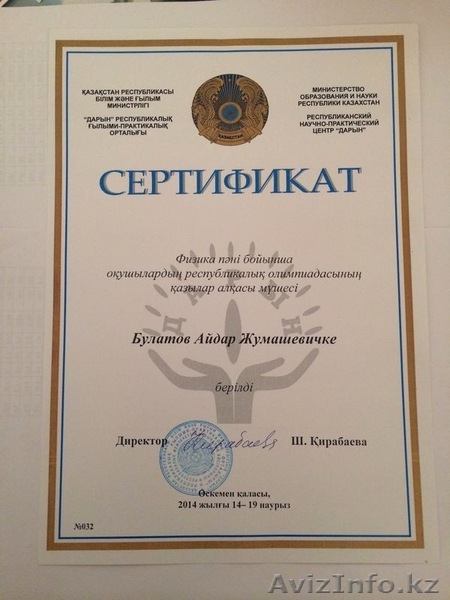 ҚАЗАҚСТАН РЕСПУБЛИКАСЫ
БІЛІМ ЖӘНЕ ҒЫЛЫМ
МИНИСТРЛІГІ
"ДАРЫН" РЕСПУБЛИКАЛЫҚ
ҒЫЛЫМИ-ПРАКТИКАЛЫҚ
ОРТАЛЫҒЫ
ҚАЗАҚСТАН
МИНИСТЕРСТВО
ОБРАЗОВАНИЯ И НАУКИ
РЕСПУБЛИКИ КАЗАХСТАН
РЕСПУБЛИКАНСКИЙ
НАУЧНО-ПРАКТИЧЕСКИЙ
ЦЕНТР "ДАРЫН"
СЕРТИФИКАТ
Физика пәні бойынша
оқушылардың республикалық олимпиадасының
қазылар алқасы мүшесі
ДАРЫН
Булатов Айдар Жумашевичке
берілді
Директор Ш. Қирабаева
Өскемен қаласы,
2014 жылғы 14– 19 наурыз
№032
AvizInfo.kz